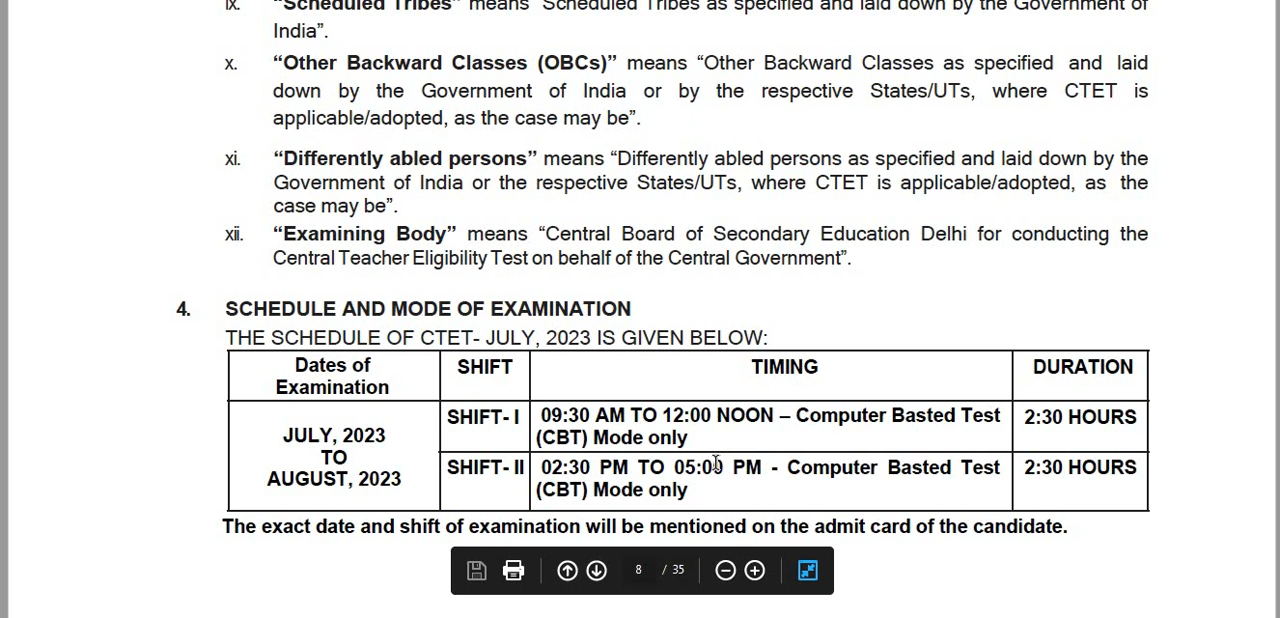 ix. “Scheduled Tribes” means “Scheduled Tribes as specified and laid down by the Government of
India”.
x. “Other Backward Classes (OBCs)” means “Other Backward Classes as specified and laid
down by the Government of India or by the respective States/UTs, where CTET is
applicable/adopted, as the case may be”.
xi. “Differently abled persons” means “Differently abled persons as specified and laid down by the
Government of India or the respective States/UTs, where CTET is applicable/adopted, as the
case may be”.
xii. “Examining Body” means “Central Board of Secondary Education Delhi for conducting the
Central Teacher Eligibility Test on behalf of the Central Government”.
4. SCHEDULE AND MODE OF EXAMINATION
THE SCHEDULE OF CTET- JULY, 2023 IS GIVEN BELOW:
Dates of
Examination
SHIFT
TIMING
DURATION
JULY, 2023
TO
AUGUST, 2023
SHIFT- I
09:30 AM TO 12:00 NOON – Computer Basted Test
(CBT) Mode only
2:30 HOURS
SHIFT- II
02:30 PM TO 05:00 PM - Computer Basted Test
(CBT) Mode only
2:30 HOURS
The exact date and shift of examination will be mentioned on the admit card of the candidate.
8 / 35